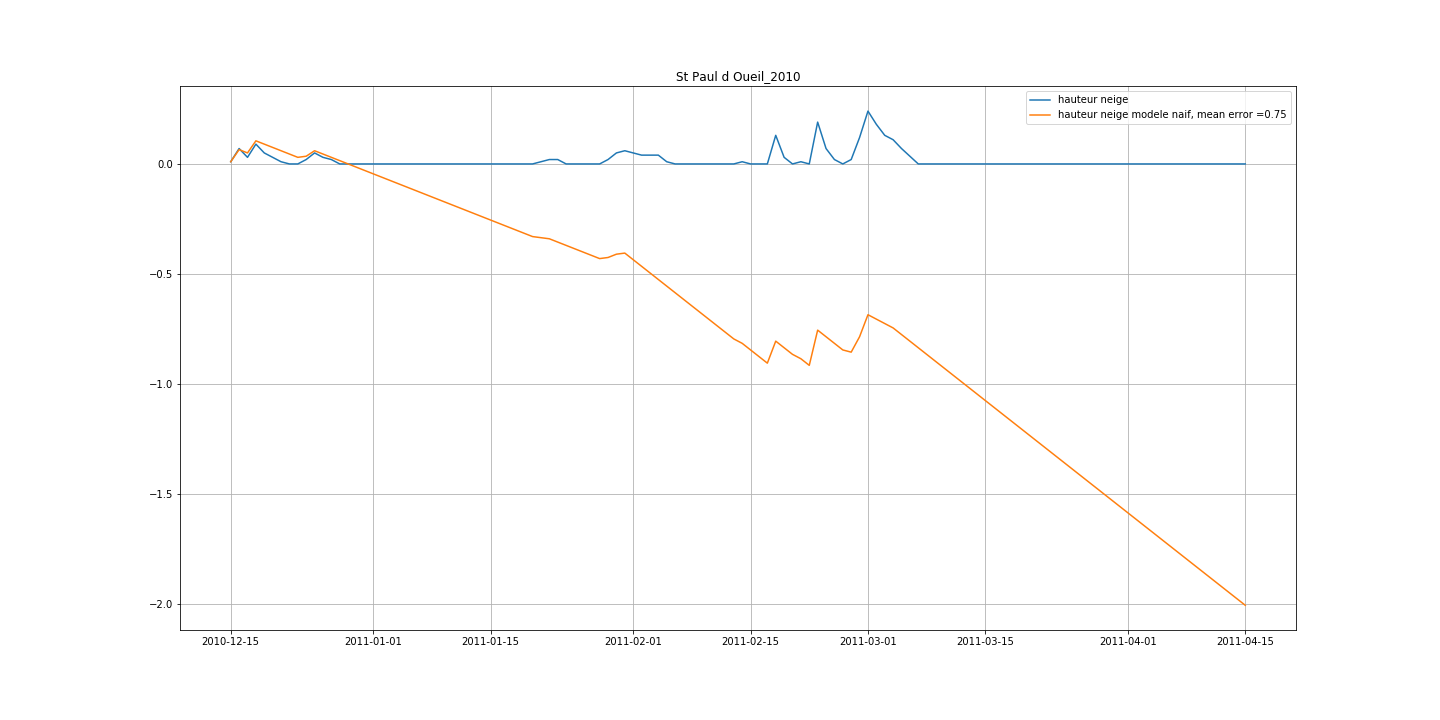 St Paul d Oueil_2010
hauteur neige
hauteur neige modele naif, mean error =0.75
0.0
−0.5
−1.0
−1.5
−2.0
2010-12-15 2011-01-01 2011-01-15 2011-02-01 2011-02-15 2011-03-01 2011-03-15 2011-04-01 2011-04-15